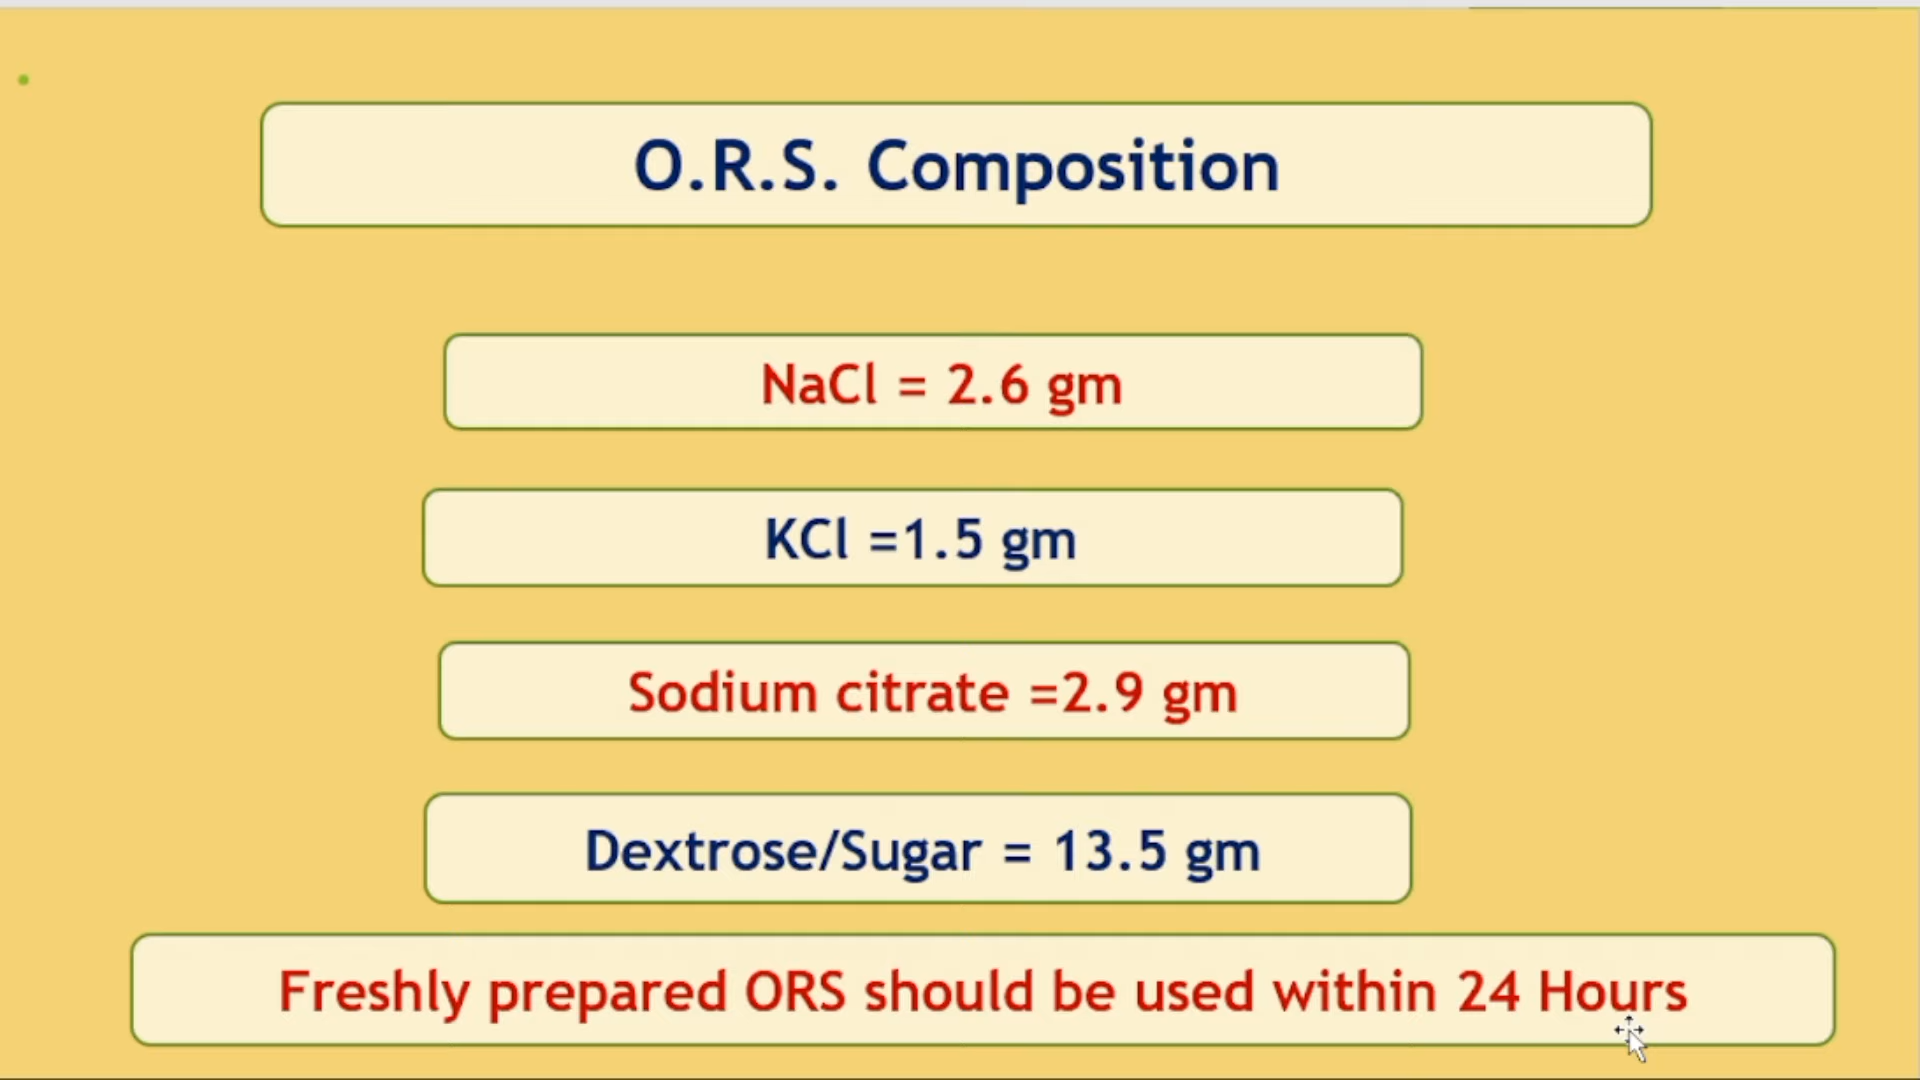 O.R.S. Composition
NaCl = 2.6 gm
KCl =1.5 gm
Sodium citrate =2.9 gm
Dextrose/Sugar = 13.5 gm
Freshly prepared ORS should be used within 24 Hours